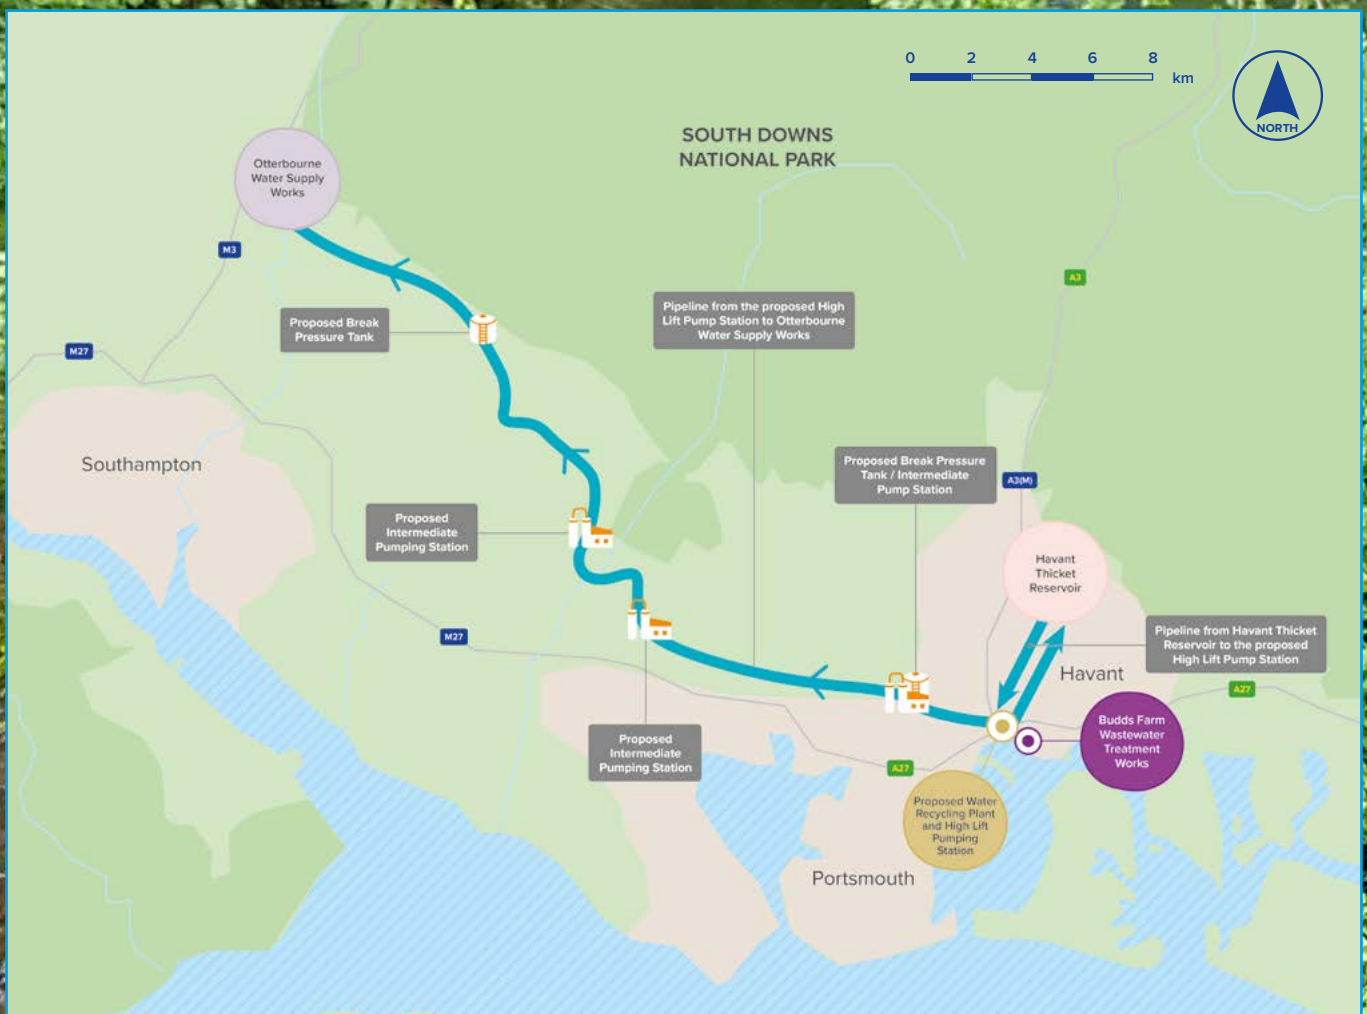 0 2 4 6 8
km
NORTH
SOUTH DOWNS
NATIONAL PARK
Otterbourne
Water Supply
Works
M3
A3
Proposed Break
Pressure Tank
Pipeline from the proposed High
Lift Pump Station to Otterbourne
Water Supply Works
M27
Southampton
Proposed Break Pressure
Tank / Intermediate
Pump Station
A3(M)
Proposed
Intermediate
Pumping Station
Havant
Thicket
Reservoir
M27
Pipeline from Havant Thicket
Reservoir to the proposed
High Lift Pump Station
Havant
A27
Budds Farm
Wastewater
Treatment
Works
Proposed
Intermediate
Pumping Station
A27
Proposed Water
Recycling Plant
and High Lift
Pumping
Station
Portsmouth